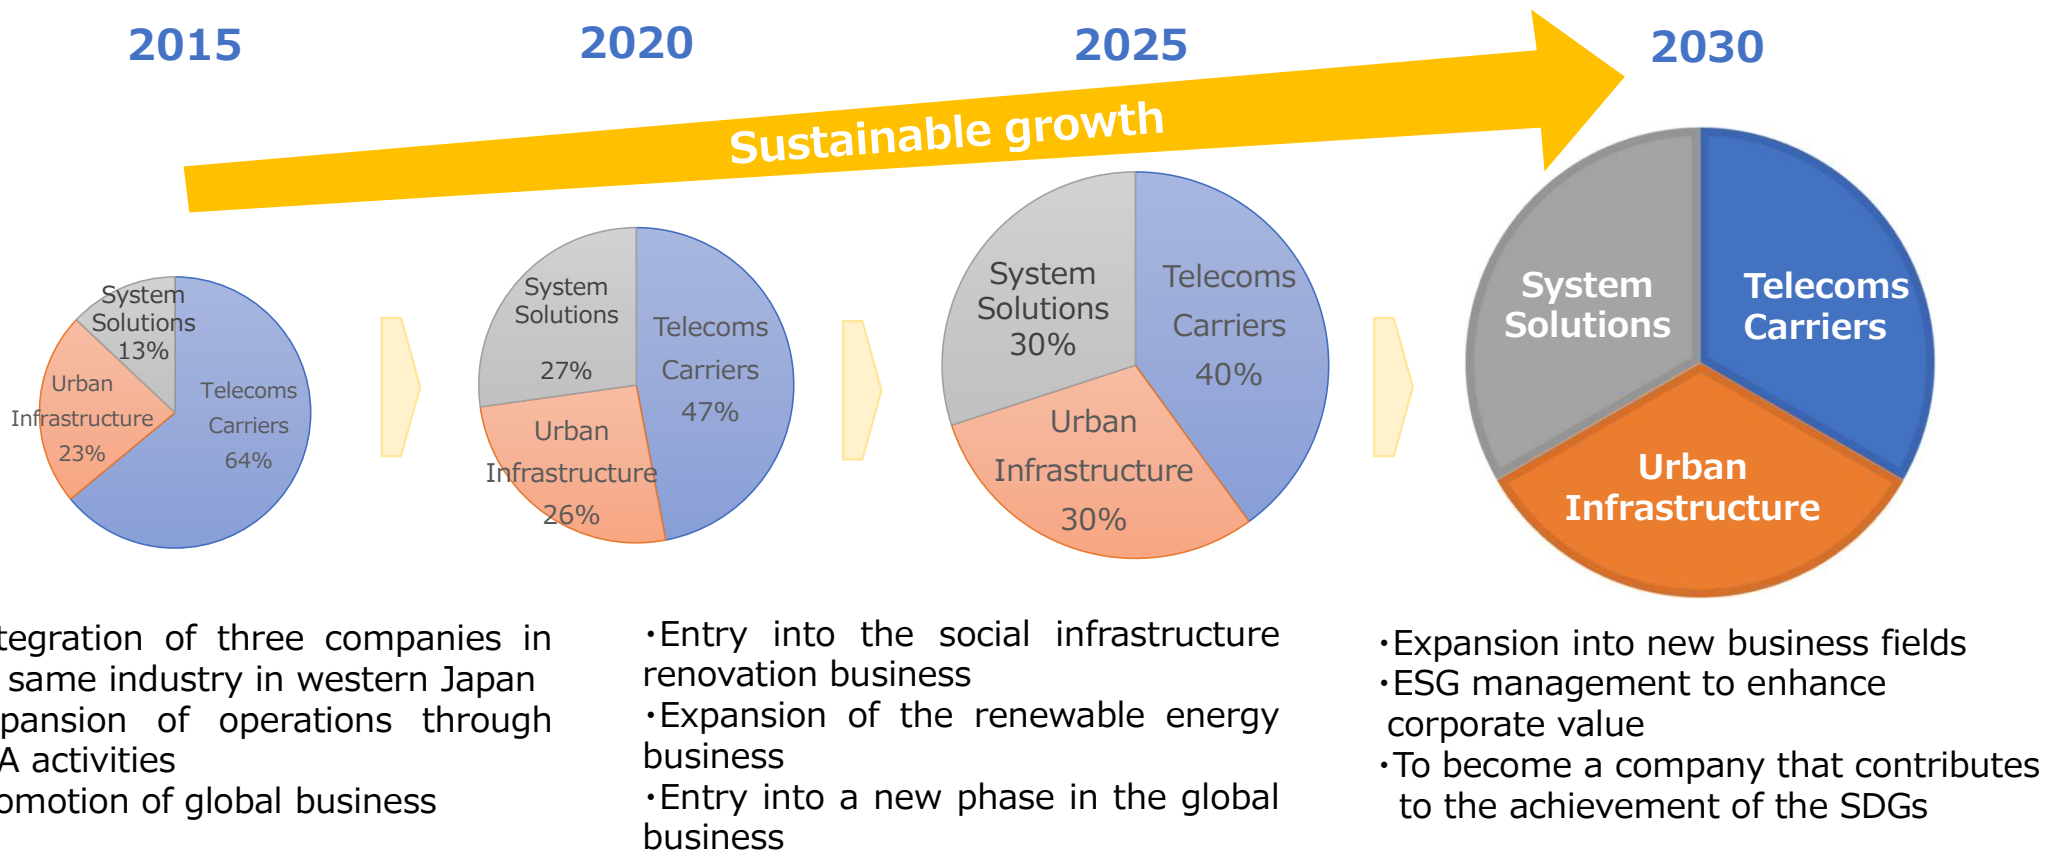 2015
2020
2025
2030
Sustainable growth
System
Solutions
13%
Urban
Infrastructure
23%
Telecoms
Carriers
64%
System
Solutions
27%
Telecoms
Carriers
47%
Urban
Infrastructure
26%
System
Solutions
30%
Telecoms
Carriers
40%
Urban
Infrastructure
30%
System
Solutions
Telecoms
Carriers
Urban
Infrastructure
of three companies in
same industry in western Japan
of operations through
activities
of global business
・Entry into the social infrastructure
renovation business
・Expansion of the renewable energy
business
・Entry into a new phase in the global
business
・Expansion into new business fields
・ESG management to enhance
corporate value
・To become a company that contributes
to the achievement of the SDGs